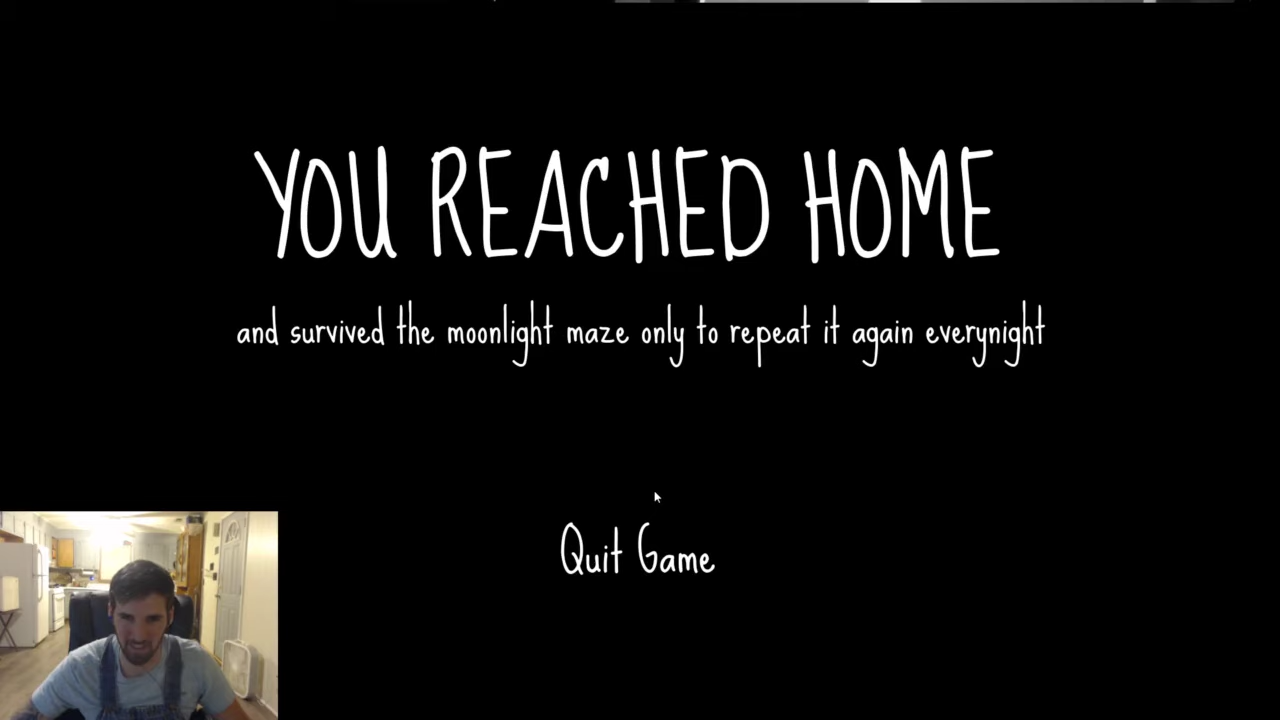 YOU REACHED HOME
and survived the moonlight maze only to repeat it again everynight
Quit Game